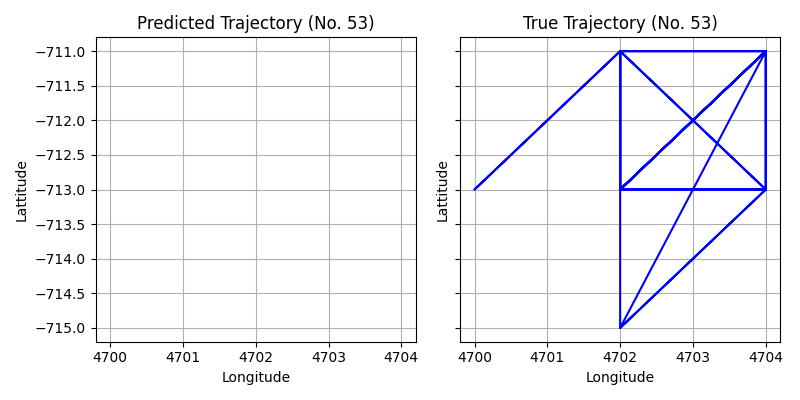 Predicted Trajectory (No. 53)
True Trajectory (No. 53)
Lattitude
−711.0
−711.5
−712.0
−712.5
−713.0
−713.5
−714.0
−714.5
−715.0
4700 4701 4702 4703 4704
Longitude
Lattitude
4700 4701 4702 4703 4704
Longitude